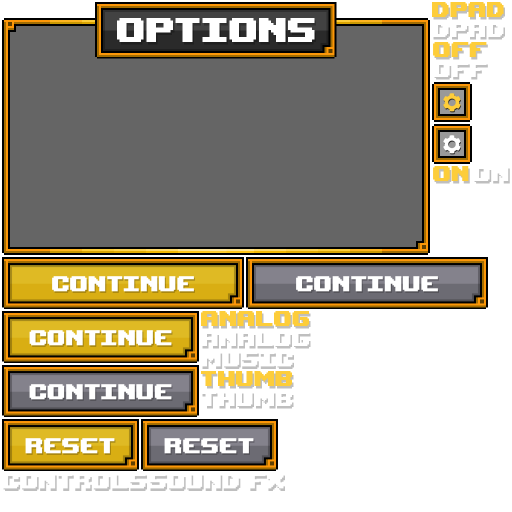 OPTIONS
DPAD
DPAD
OFF
OFF
ON ON
CONTINUE CONTINUE
CONTINUE
ANALOG
ANALOG
MUSIC
CONTINUE
THUMB
THUMB
RESET RESET
CONTROLS SOUND FX